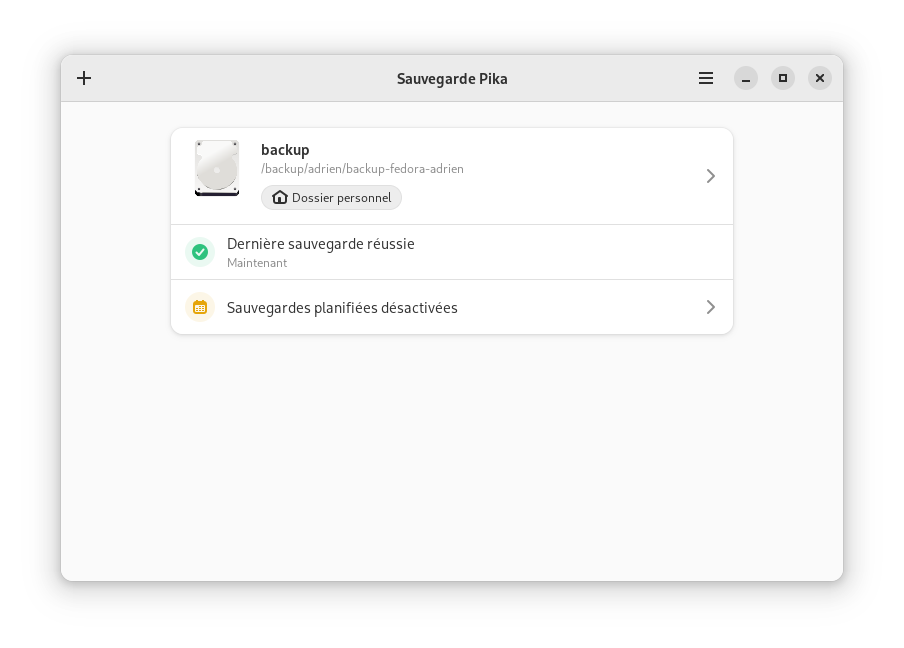 Sauvegarde Pika
backup
/backup/adrien/backup-fedora-adrien
Dossier personnel
Dernière sauvegarde réussie
Maintenant
Sauvegardes planifiées désactivées